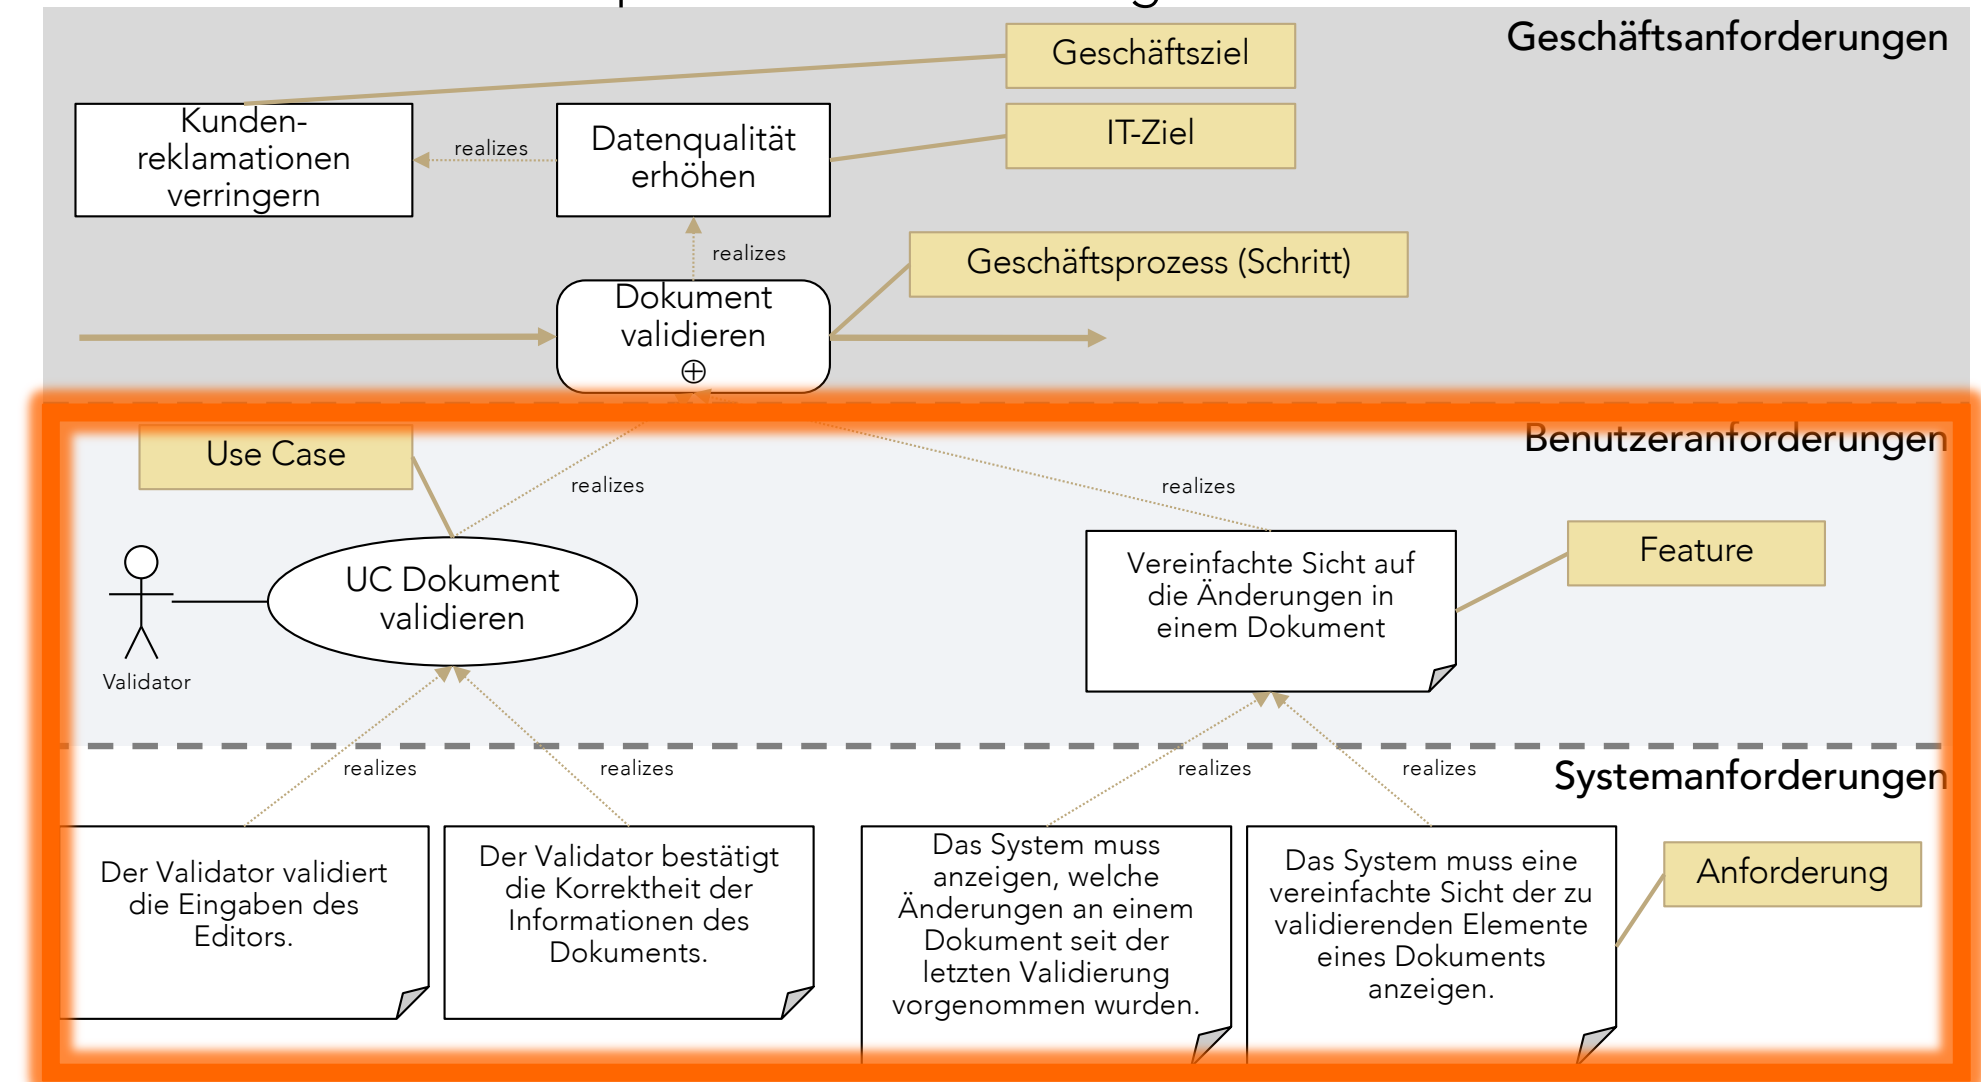 Geschäftsanforderungen
Geschäftsziel
IT-Ziel
Kunden-
reklamationen
verringern
realizes
Datenqualität
erhöhen
realizes
Geschäftsprozess (Schritt)
Dokument
validieren
Benutzeranforderungen
Use Case
realizes
realizes
Feature
UC Dokument
validieren
Validator
Vereinfachte Sicht auf
die Änderungen in
einem Dokument
realizes
realizes
realizes
realizes
Systemanforderungen
Der Validator validiert
die Eingaben des
Editors.
Der Validator bestätigt
die Korrektheit der
Informationen des
Dokuments.
Das System muss
anzeigen, welche
Änderungen an einem
Dokument seit der
letzten Validierung
vorgenommen wurden.
Das System muss eine
vereinfachte Sicht der zu
validierenden Elemente
eines Dokuments
anzeigen.
Anforderung